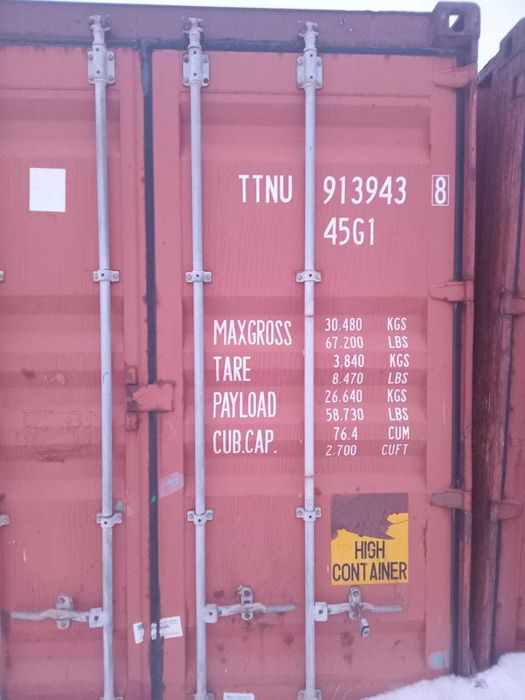 TTNU 913943 8
45G1
MAXGROSS 30.480 KGS
67.200 LBS
TARE 3.840 KGS
8.470 LBS
PAYLOAD 26.640 KGS
58.730 LBS
CUB.CAP. 76.4 CUM
2.700 CUFT
HIGH
CONTAINER